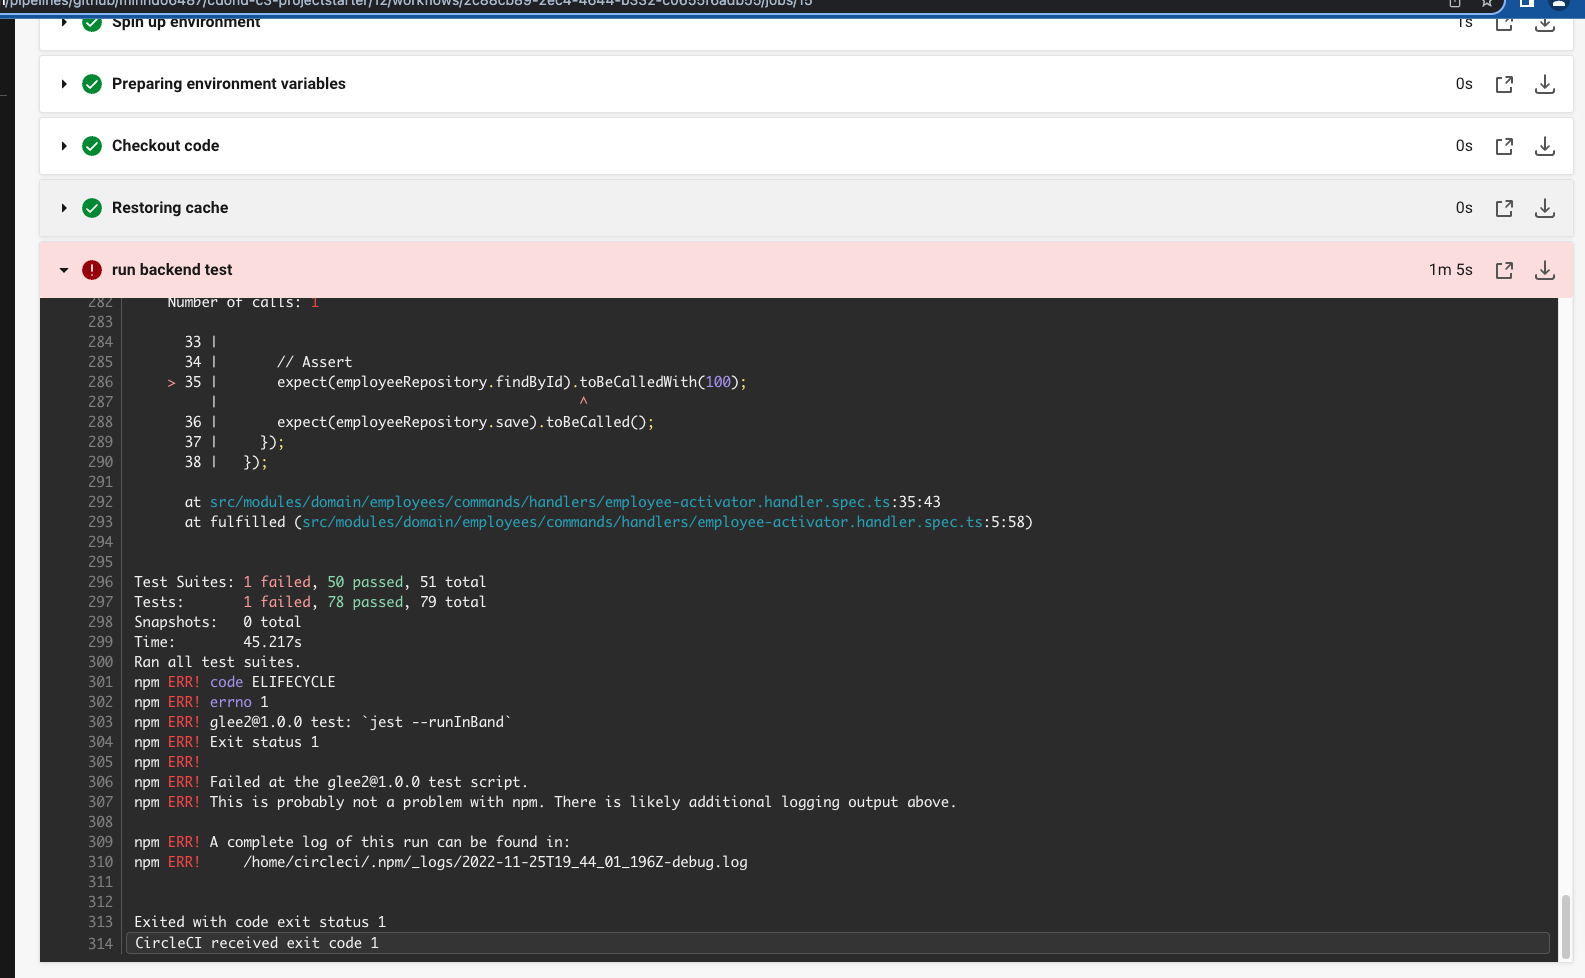 /pipelines/github/minhd06487/cdond-c3-projectstarter/12/workflows/2c88cb89-2ec4-4644-b332-c0655f6adb55/jobs/15
Spin up environment 1s
Preparing environment variables 0s
Checkout code 0s
Restoring cache 0s
run backend test 1m 5s
282 Number of calls: 1
283
284 33 |
285 34 | // Assert
286 > 35 | expect(employeeRepository.findById).toBeCalledWith(100);
287 | ^
288 36 | expect(employeeRepository.save).toBeCalled();
289 37 | });
290 38 | });
291
292 at src/modules/domain/employees/commands/handlers/employee-activator.handler.spec.ts:35:43
293 at fulfilled (src/modules/domain/employees/commands/handlers/employee-activator.handler.spec.ts:5:58)
294
295
296 Test Suites: 1 failed, 50 passed, 51 total
297 Tests: 1 failed, 78 passed, 79 total
298 Snapshots: 0 total
299 Time: 45.217s
300 Ran all test suites.
301 npm ERR! code ELIFECYCLE
302 npm ERR! errno 1
303 npm ERR! glee2@1.0.0 test: `jest --runInBand`
304 npm ERR! Exit status 1
305 npm ERR!
306 npm ERR! Failed at the glee2@1.0.0 test script.
307 npm ERR! This is probably not a problem with npm. There is likely additional logging output above.
308
309 npm ERR! A complete log of this run can be found in:
310 npm ERR! /home/circleci/.npm/_logs/2022-11-25T19_44_01_196Z-debug.log
311
312
313 Exited with code exit status 1
314 CircleCI received exit code 1